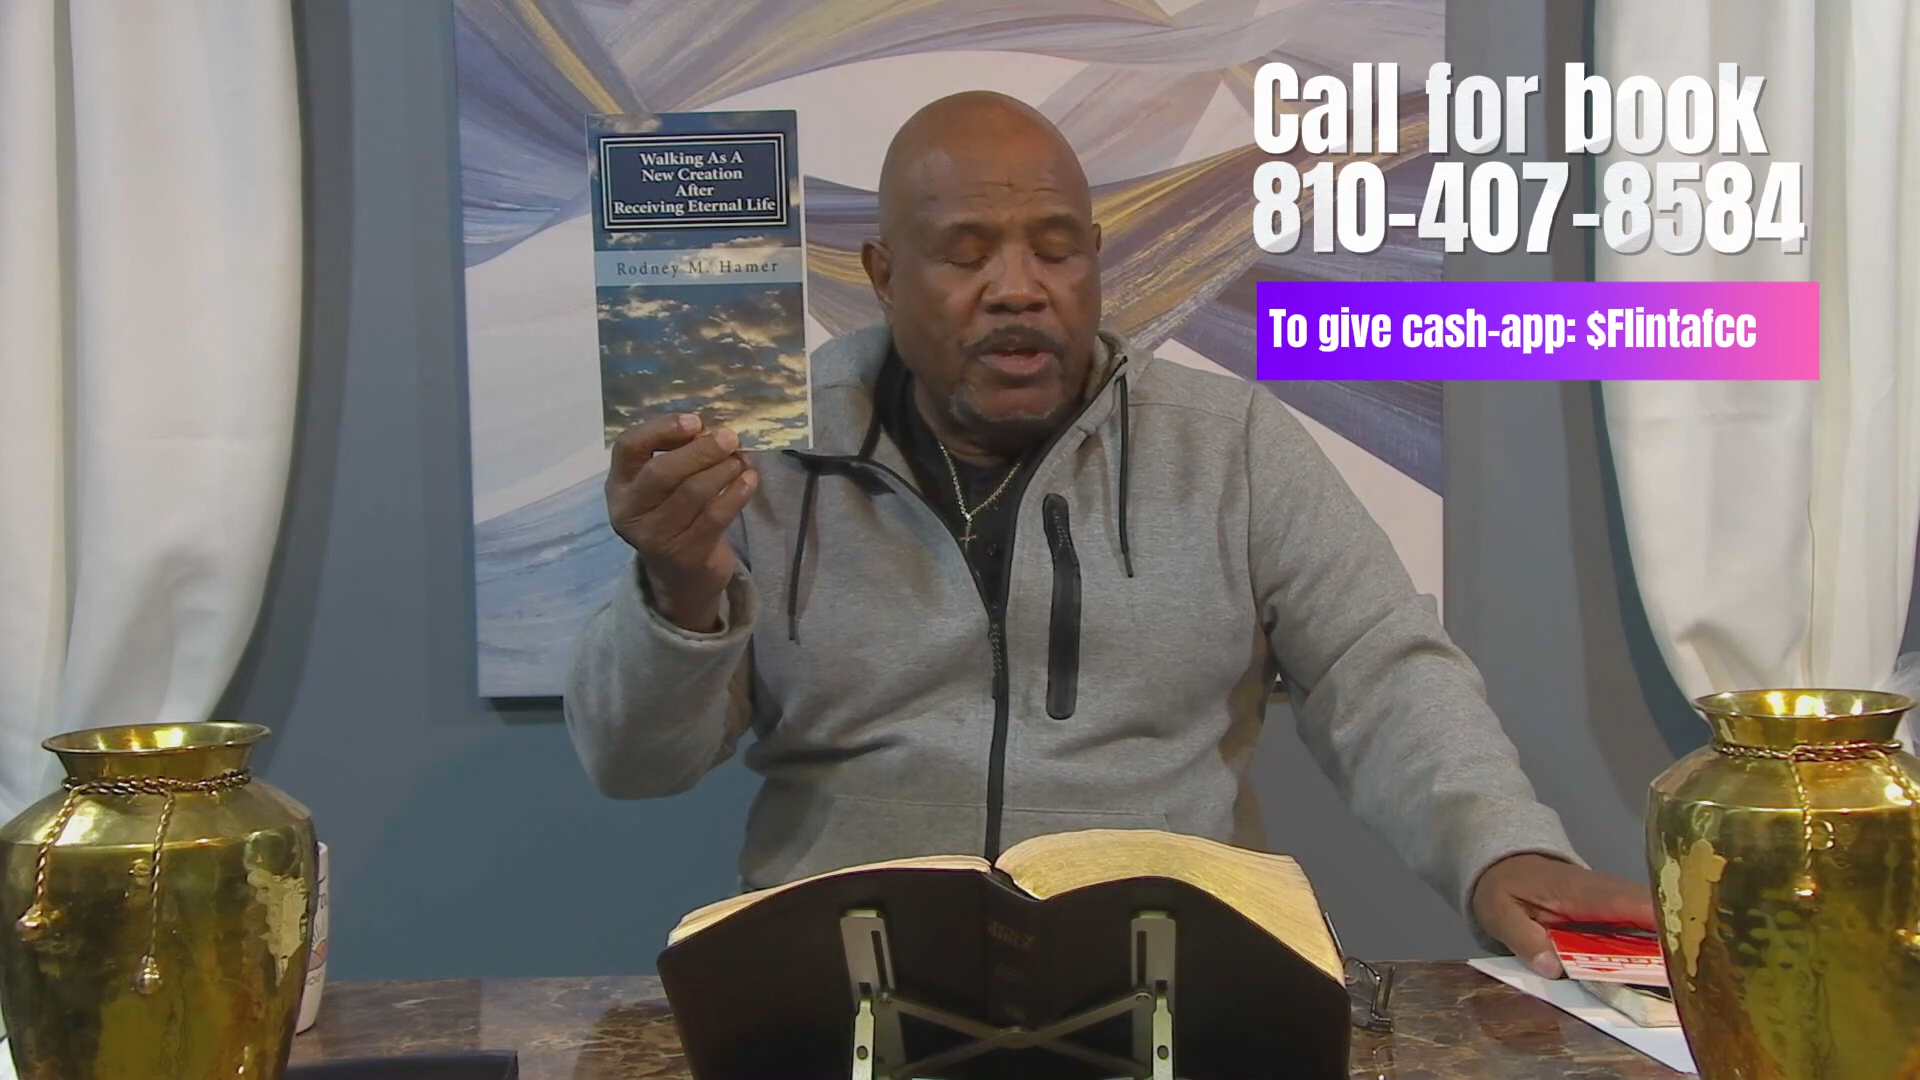 Walking As A
New Creation
After
Receiving Eternal Life
Rodney M. Hamer
Call for book
810-407-8584
To give cash-app: $Flintafcc